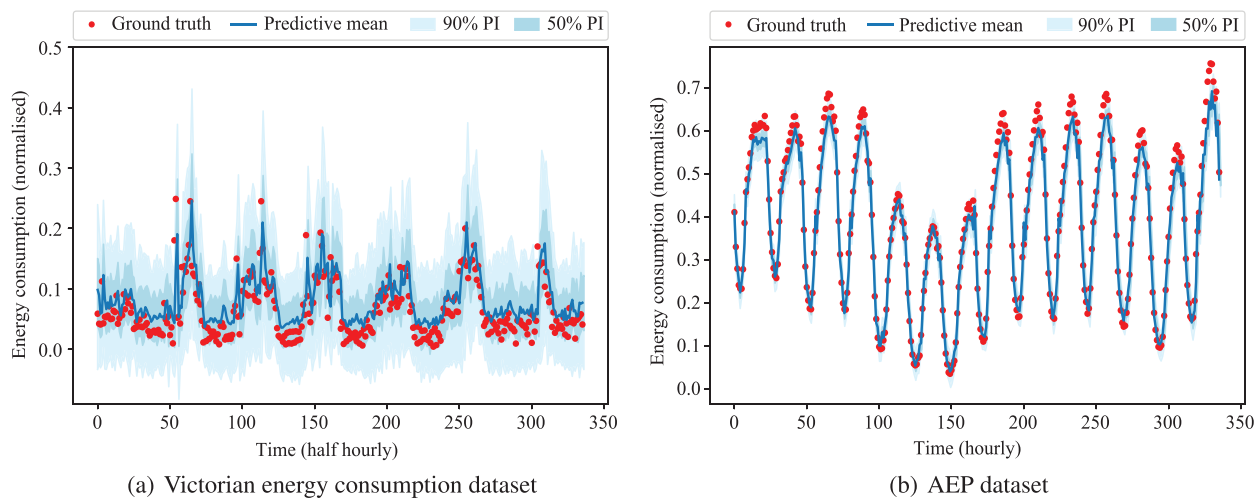 Ground truth Predictive mean 90% PI 50% PI
0.5
0.4
0.3
0.2
0.1
0.0
Energy consumption (normalised)
0 50 100 150 200 250 300 350
Time (half hourly)
(a) Victorian energy consumption dataset
Ground truth Predictive mean 90% PI 50% PI
0.7
0.6
0.5
0.4
0.3
0.2
0.1
0.0
Energy consumption (normalised)
0 50 100 150 200 250 300 350
Time (hourly)
(b) AEP dataset